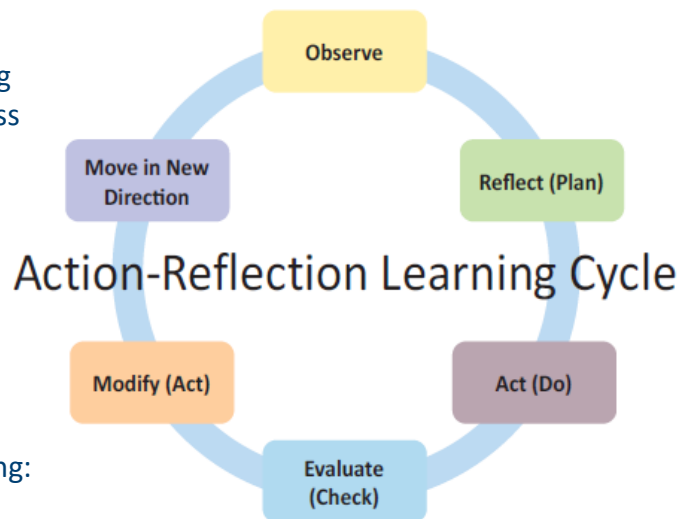 Observe
Reflect (Plan)
Act (Do)
Evaluate
(Check)
Modify (Act)
Move in New
Direction
Action-Reflection Learning Cycle